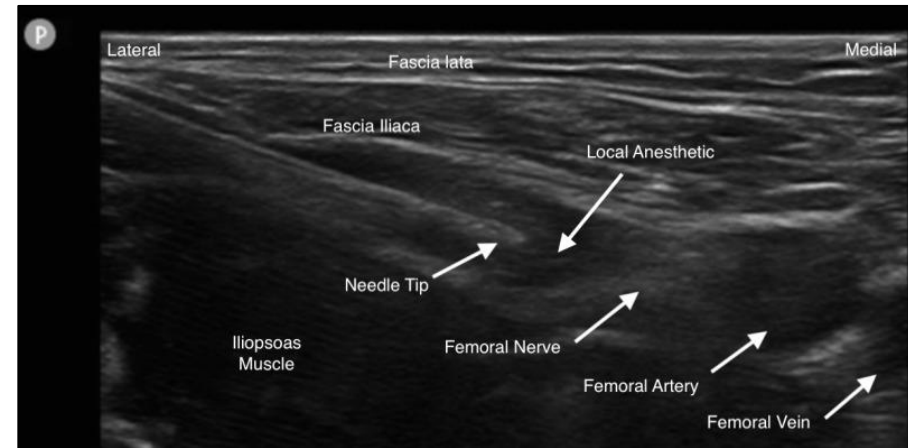 P
Lateral
Medial
Fascia lata
Fascia Iliaca
Local Anesthetic
Needle Tip
Iliopsoas
Muscle
Femoral Nerve
Femoral Artery
Femoral Vein